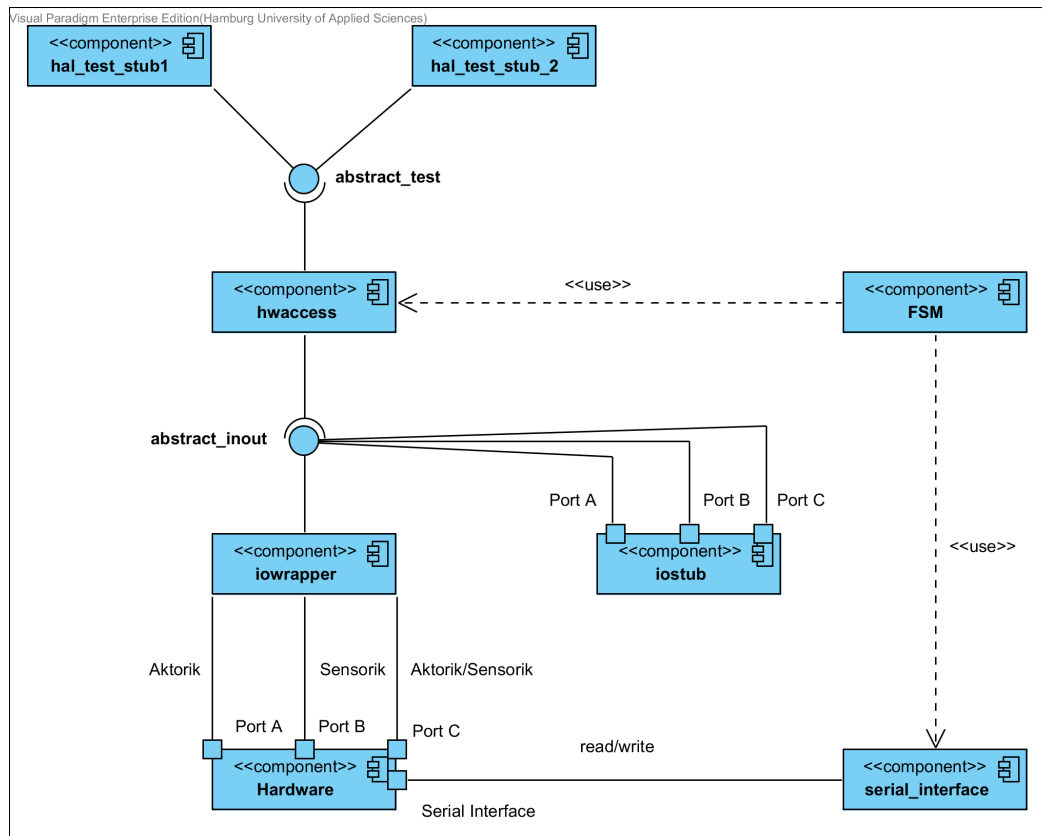 Visual Paradigm Enterprise Edition(Hamburg University of Applied Sciences)
<<component>>
hal_test_stub1
<<component>>
hal_test_stub_2
abstract_test
<<component>>
hwaccess
<<use>>
<<component>>
FSM
abstract_inout
Port A
Port B
Port C
<<component>>
iowrapper
<<component>>
iostub
<<use>>
Aktorik
Sensorik
Aktorik/Sensorik
Port A
Port B
Port C
read/write
<<component>>
Hardware
<<component>>
serial_interface
Serial Interface